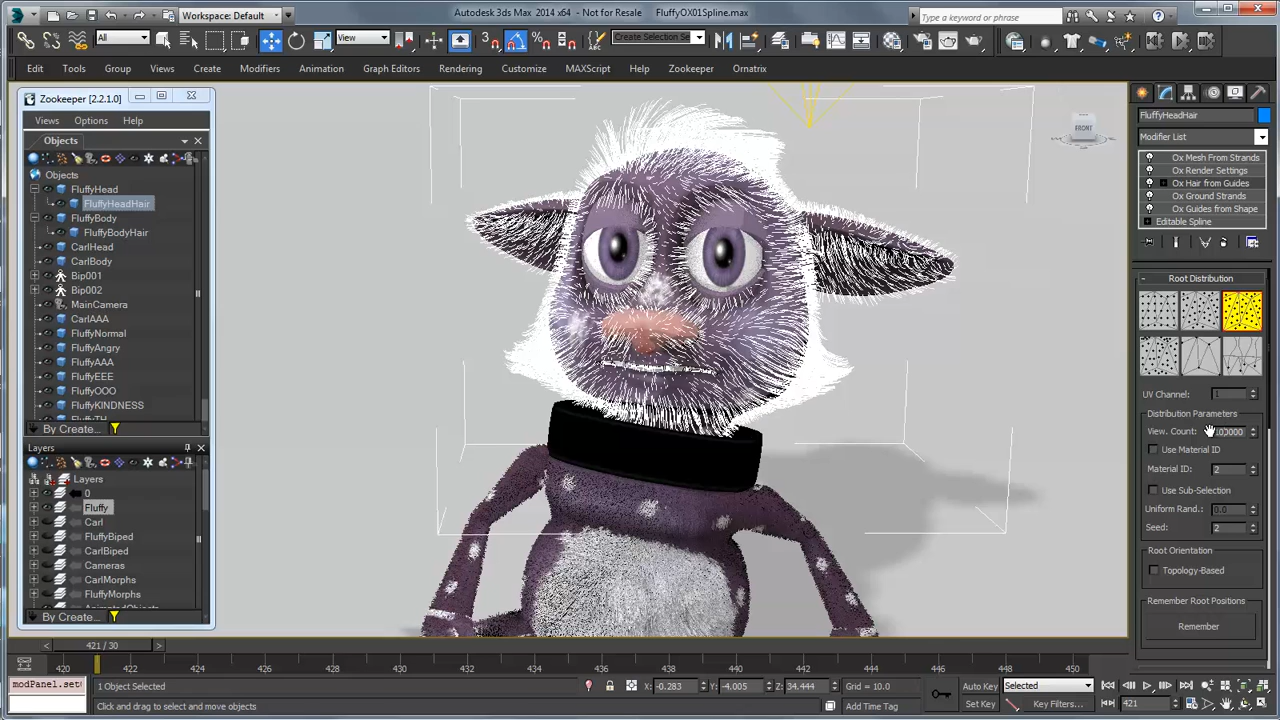 Workspace: Default
Autodesk 3ds Max 2014 x64 - Not for Resale FluffyOX01Spline.max
Type a keyword or phrase
All
View
Create Selection Se
Edit Tools Group Views Create Modifiers Animation Graph Editors Rendering Customize MAXScript Help Zookeeper Ornatrix
Zookeeper [2.2.1.0]
Views Options Help
Objects
Objects
FluffyHead
FluffyHeadHair
FluffyBody
FluffyBodyHair
CarlHead
CarlBody
Bip001
Bip002
MainCamera
CarlAAA
FluffyNormal
FluffyAngry
FluffyAAA
FluffyEEE
FluffyOOO
FluffyKINDNESS
FluffyTH
By Create...
Layers
Layers
0
Fluffy
Carl
FluffyBiped
CarlBiped
Cameras
CarlMorphs
FluffyMorphs
AnimatedObjects
By Create...
FRONT
FluffyHeadHair
Modifier List
Ox Mesh From Strands
Ox Render Settings
Ox Hair from Guides
Ox Ground Strands
Ox Guides from Shape
Editable Spline
Root Distribution
UV Channel: 1
Distribution Parameters
View. Count:
Use Material ID
Material ID: 2
Use Sub-Selection
Uniform Rand.: 0.0
Seed: 2
Root Orientation
Topology-Based
Remember Root Positions
Remember
421 / 30
420 422 424 426 428 430 432 434 436 438 440 442 444 446 448 450
modPanel.set(
1 Object Selected
X: -0.283 Y: -4.005 Z: 34.444 Grid = 10.0
Auto Key Selected
Click and drag to select and move objects
Add Time Tag
Set Key Key Filters... 421